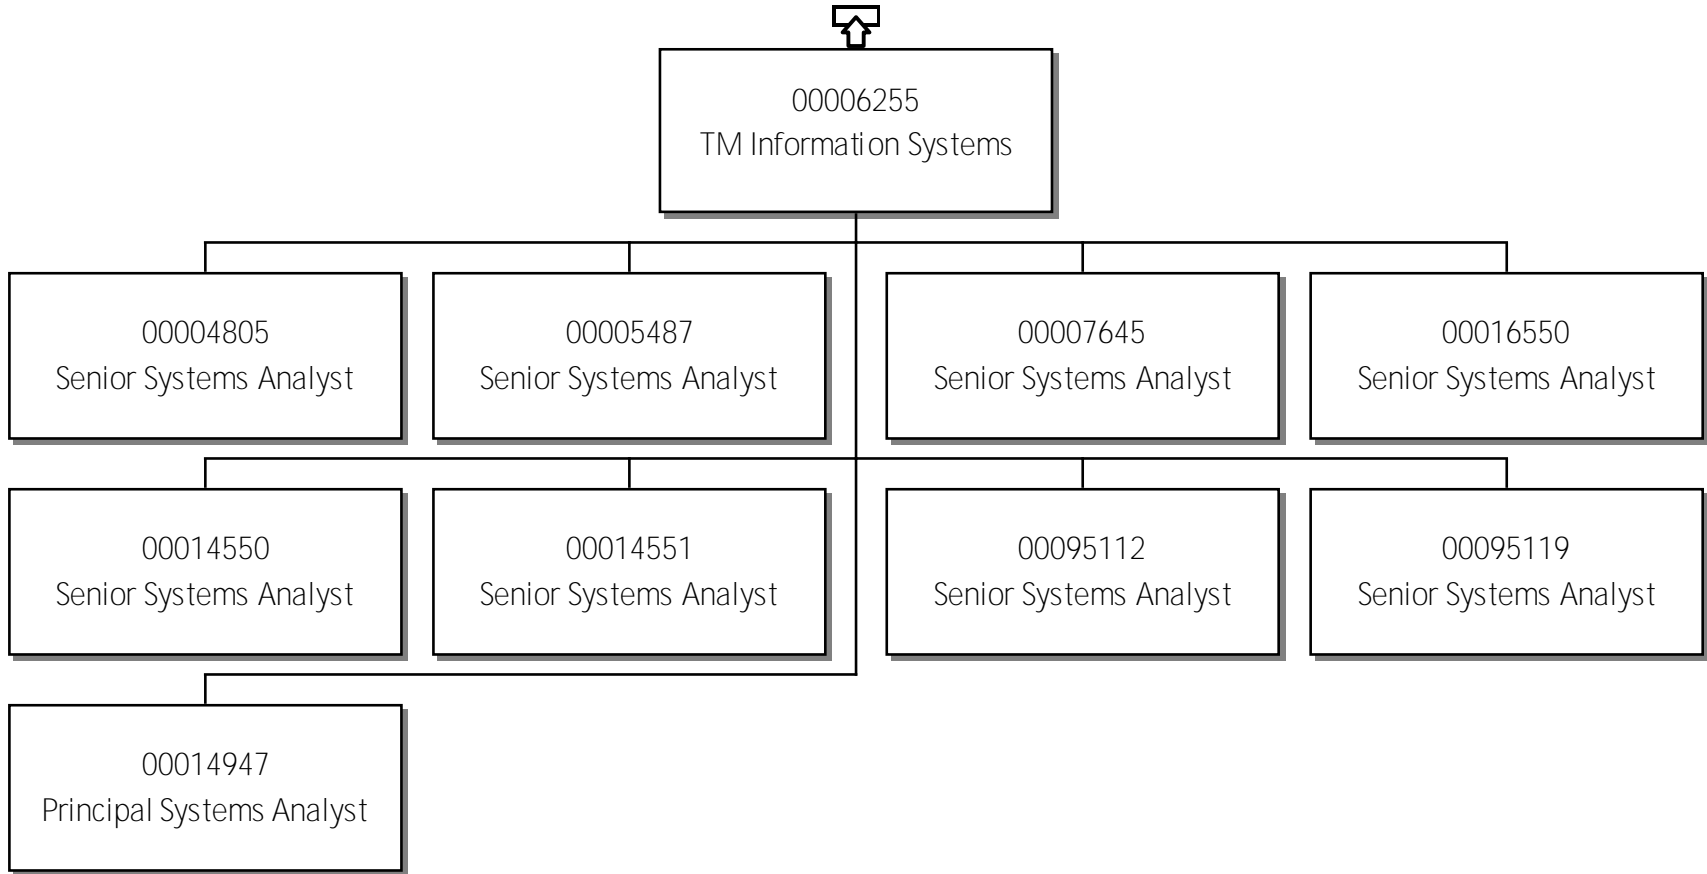 00006255
TM Information Systems
00004805
Senior Systems Analyst
00005487
Senior Systems Analyst
00007645
Senior Systems Analyst
00016550
Senior Systems Analyst
00014550
Senior Systems Analyst
00014551
Senior Systems Analyst
00095112
Senior Systems Analyst
00095119
Senior Systems Analyst
00014947
Principal Systems Analyst